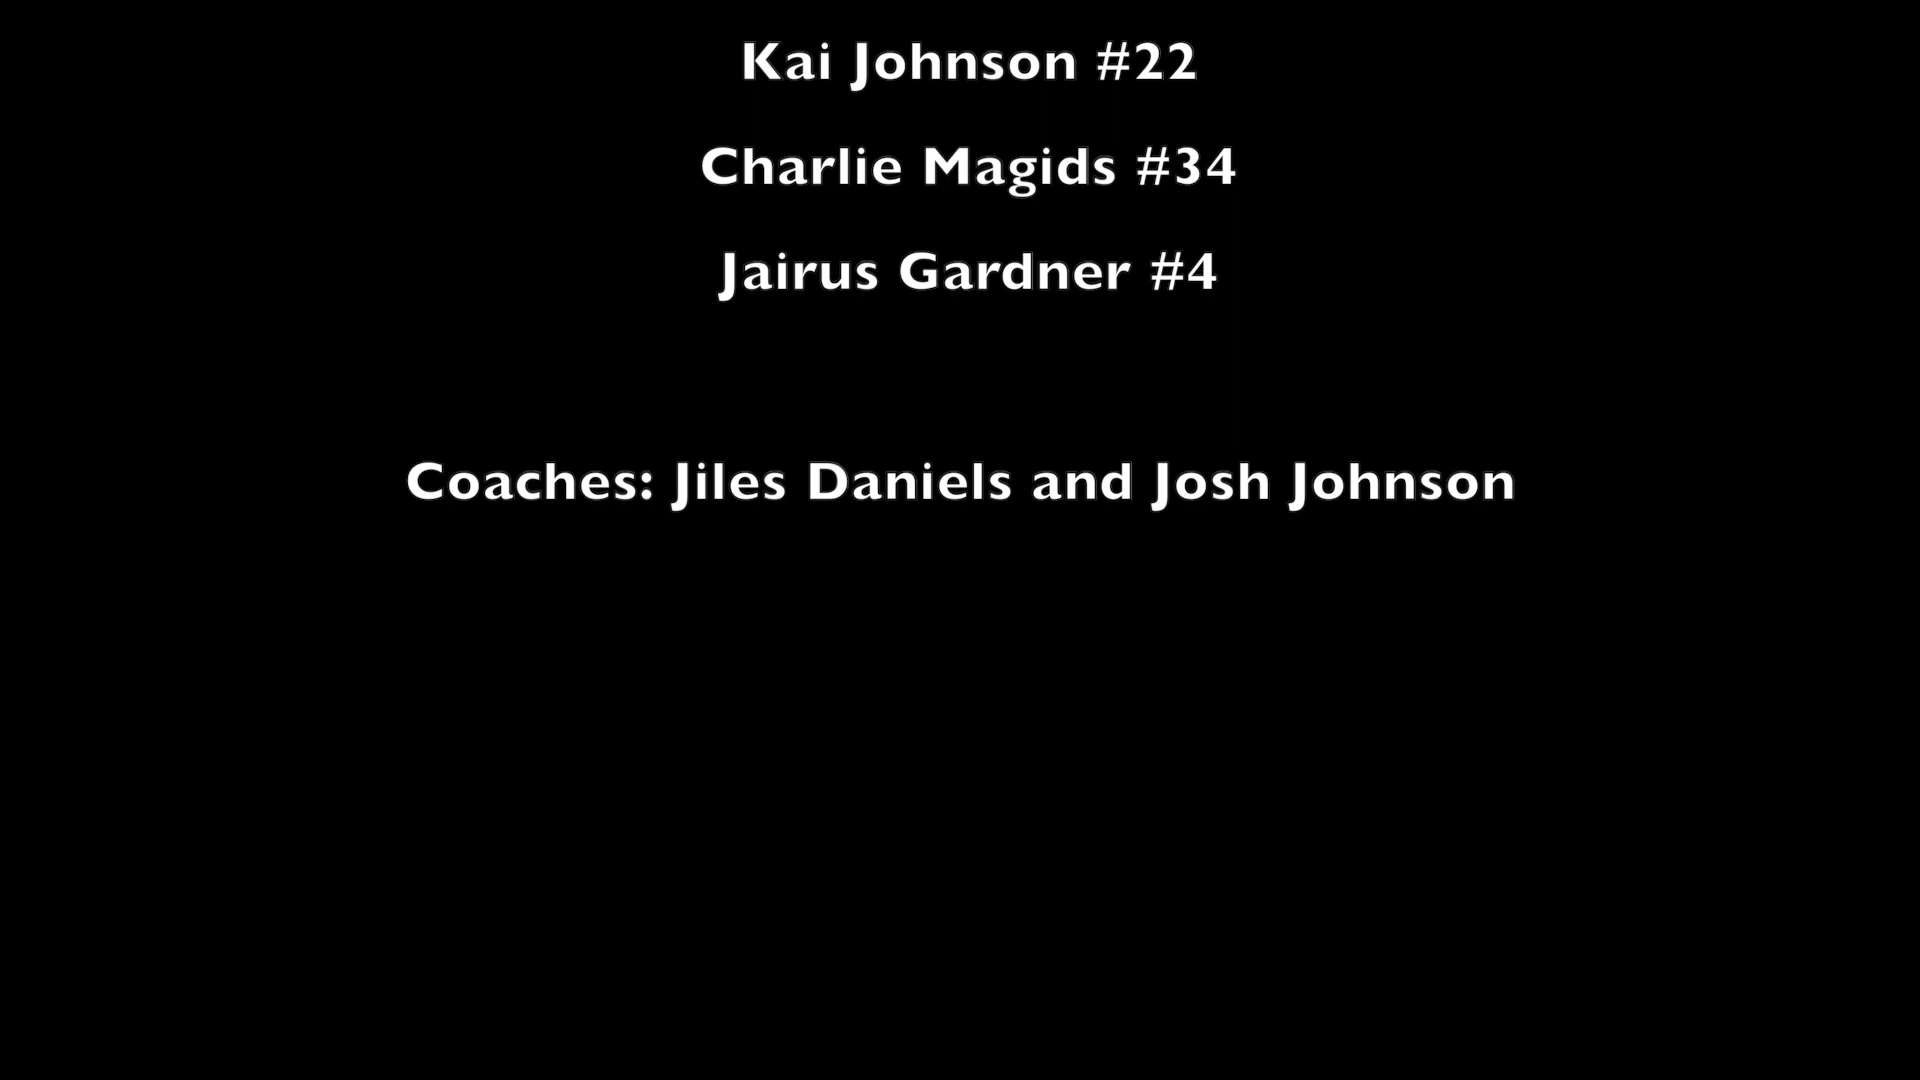 Kai Johnson #22
Charlie Magids #34
Jairus Gardner #4
Coaches: Jiles Daniels and Josh Johnson